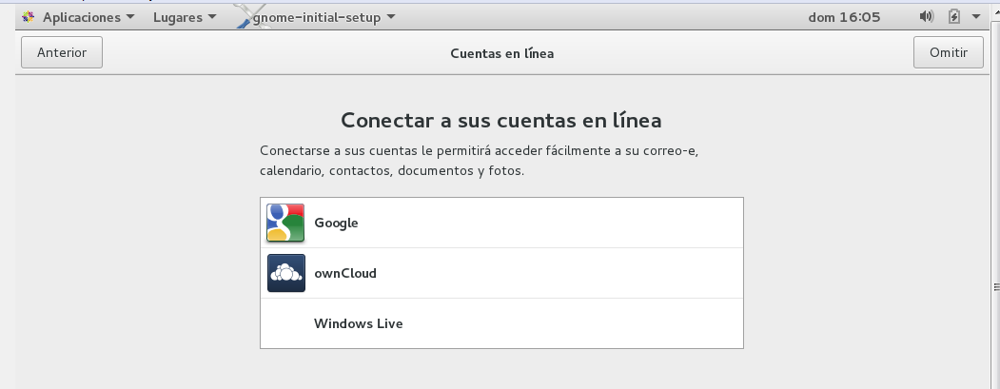 Aplicaciones Lugares gnome-initial-setup dom 16:05
Anterior Cuentas en línea Omitir
Conectar a sus cuentas en línea
Conectarse a sus cuentas le permitirá acceder fácilmente a su correo-e,
calendario, contactos, documentos y fotos.
Google
ownCloud
Windows Live